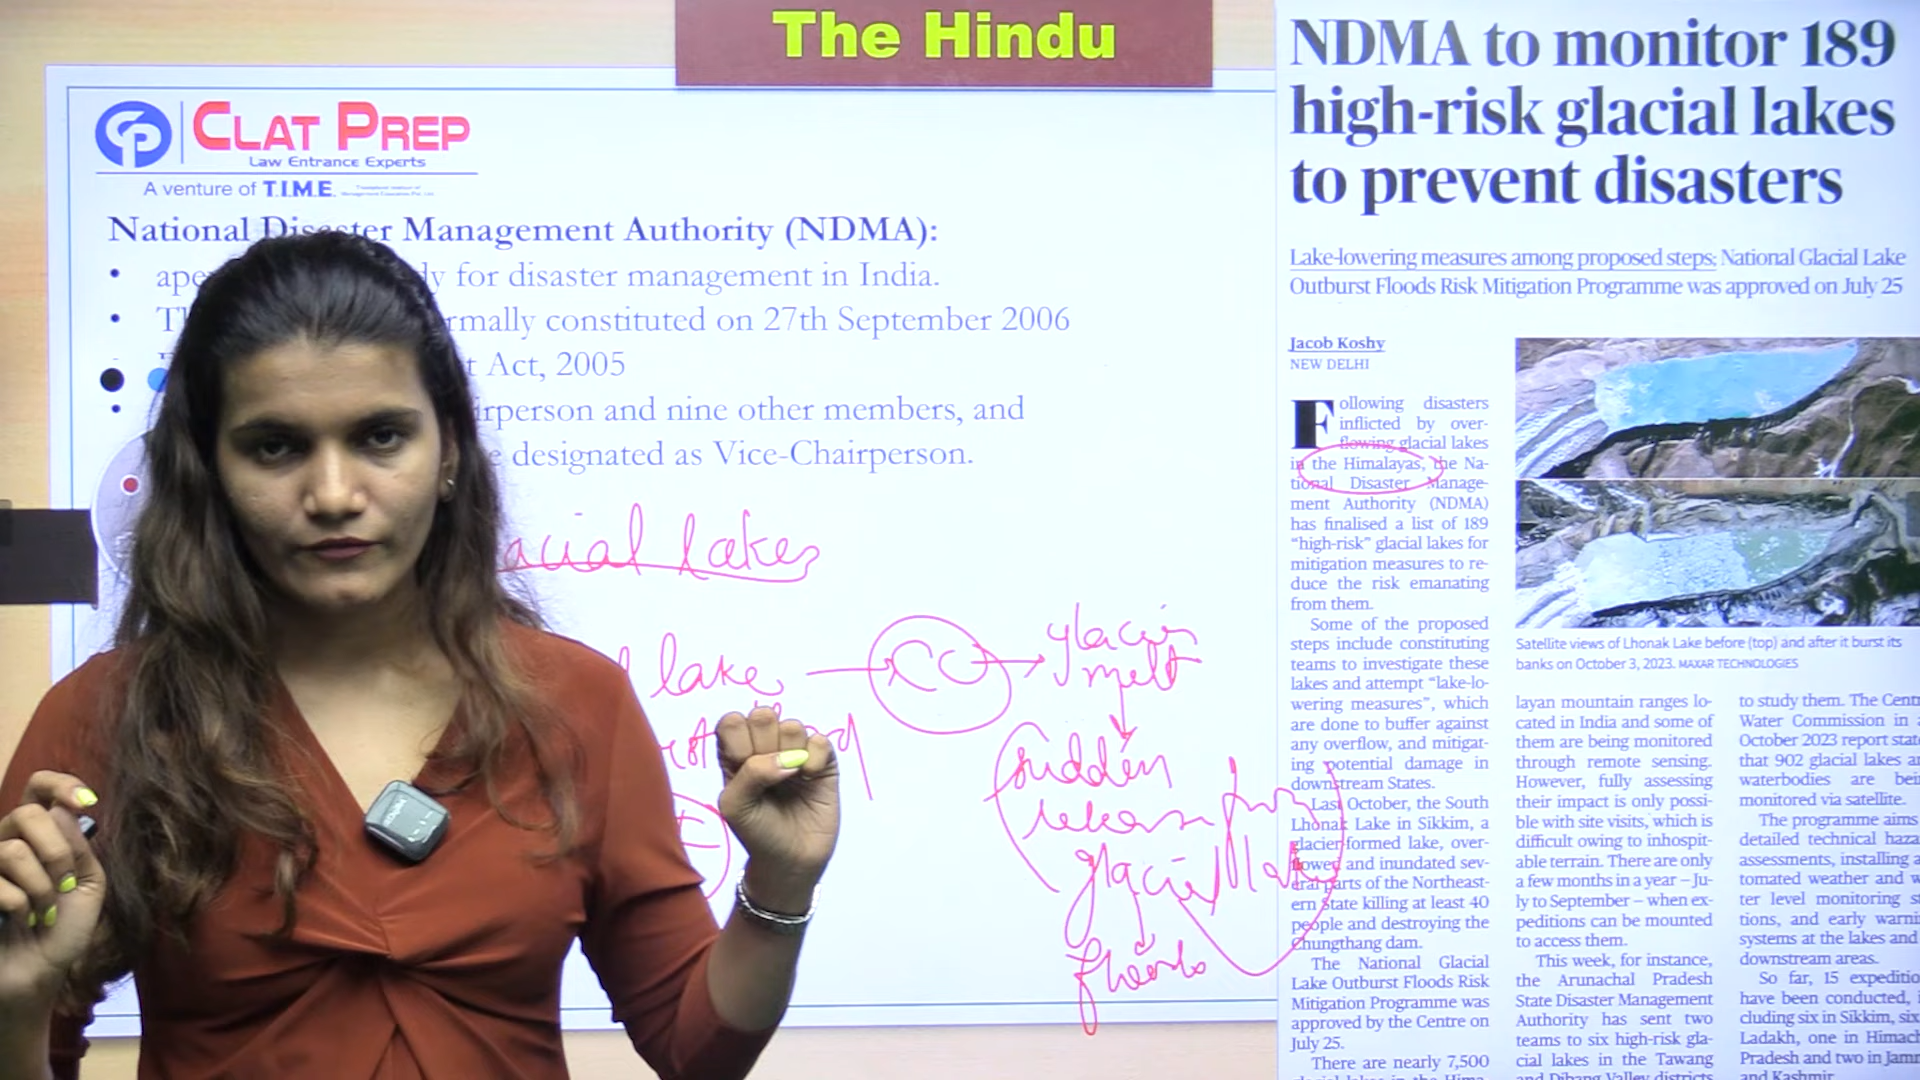 The Hindu
CLAT PREP
Law Entrance Experts
A venture of T.I.M.E.
National Disaster Management Authority (NDMA):
for disaster management in India.
constituted on 27th September 2006
Act, 2005
and nine other members, and
designated as Vice-Chairperson.
lakes
lake
CC
glacier
melt
sudden
release from
glacial lake
floods
NDMA to monitor 189
high-risk glacial lakes
to prevent disasters
Lake-lowering measures among proposed steps; National Glacial Lake
Outburst Floods Risk Mitigation Programme was approved on July 25
Jacob Koshy
NEW DELHI
Following disasters
inflicted by over-
flowing glacial lakes
in the Himalayas, the Na-
tional Disaster Manage-
ment Authority (NDMA)
has finalised a list of 189
“high-risk” glacial lakes for
mitigation measures to re-
duce the risk emanating
from them.
Some of the proposed
steps include constituting
teams to investigate these
lakes and attempt “lake-lo-
wering measures”, which
are done to buffer against
any overflow, and mitigat-
ing potential damage in
downstream States.
Last October, the South
Lhonak Lake in Sikkim, a
glacier-formed lake, over-
flowed and inundated sev-
eral parts of the Northeast-
ern State killing at least 40
people and destroying the
Chungthang dam.
The National Glacial
Lake Outburst Floods Risk
Mitigation Programme was
approved by the Centre on
July 25.
There are nearly 7,500
Satellite views of Lhonak Lake before (top) and after it burst its
banks on October 3, 2023. MAXAR TECHNOLOGIES
layan mountain ranges lo-
cated in India and some of
them are being monitored
through remote sensing.
However, fully assessing
their impact is only possi-
ble with site visits, which is
difficult owing to inhospit-
able terrain. There are only
a few months in a year – Ju-
ly to September – when ex-
peditions can be mounted
to access them.
This week, for instance,
the Arunachal Pradesh
State Disaster Management
Authority has sent two
teams to six high-risk gla-
cial lakes in the Tawang
and Dibang Valley districts
to study them. The
Water Commission in
October 2023 report
that 902 glacial lakes
waterbodies are
monitored via satellite.
The programme aims
detailed technical
assessments, installing
tomated weather and
ter level monitoring
tions, and early
systems at the lakes and
downstream areas.
So far, 15
have been conducted,
cluding six in Sikkim,
Ladakh, one in
Pradesh and two in
and Kashmir.